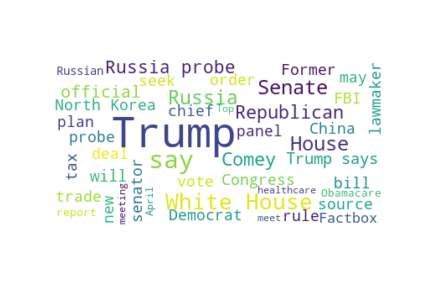 Russian
Russia probe
Former
may
lawmaker
seek
order
Senate
official
Russia
FBI
North Korea
chief
Top
Republican
plan
Trump
panel
China
probe
House
deal
say
Comey
Trump says
tax
will
senator
vote
Congress
bill
trade
new
meeting
April
White House
healthcare
Obamacare
source
report
Democrat
meet
rule
Factbox